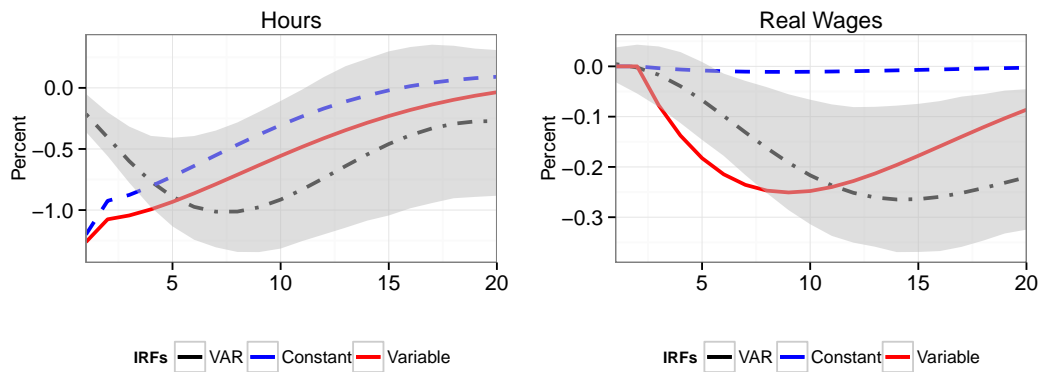 Hours
Percent
0.0
−0.5
−1.0
5 10 15 20
IRFs VAR Constant Variable
Real Wages
Percent
0.0
−0.1
−0.2
−0.3
5 10 15 20
IRFs VAR Constant Variable